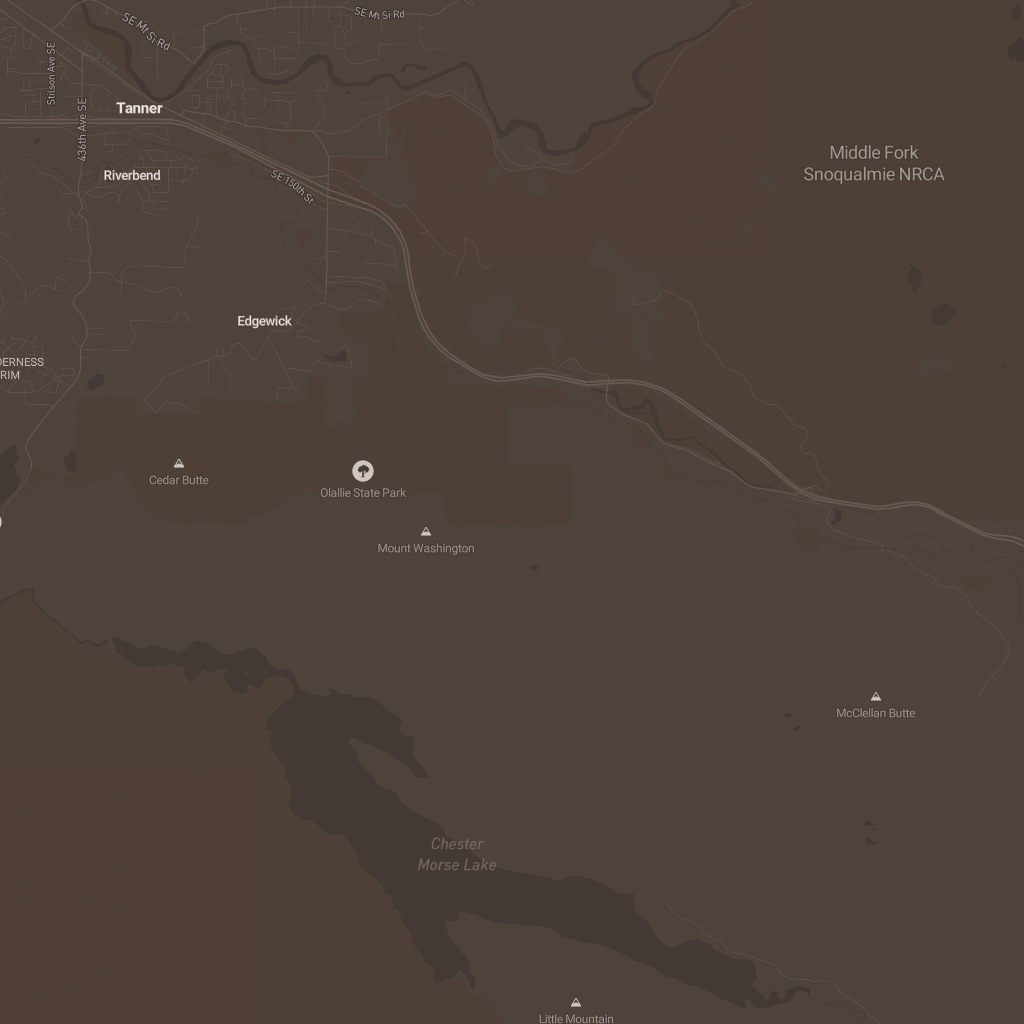 SE Mt Si Rd
SE Mt Si Rd
Stilson Ave SE
436th Ave SE
Tanner
Riverbend
SE 150th St
Middle Fork
Snoqualmie NRCA
Edgewick
DERNESS
RIM
Cedar Butte
Olallie State Park
Mount Washington
McClellan Butte
Chester
Morse Lake
Little Mountain